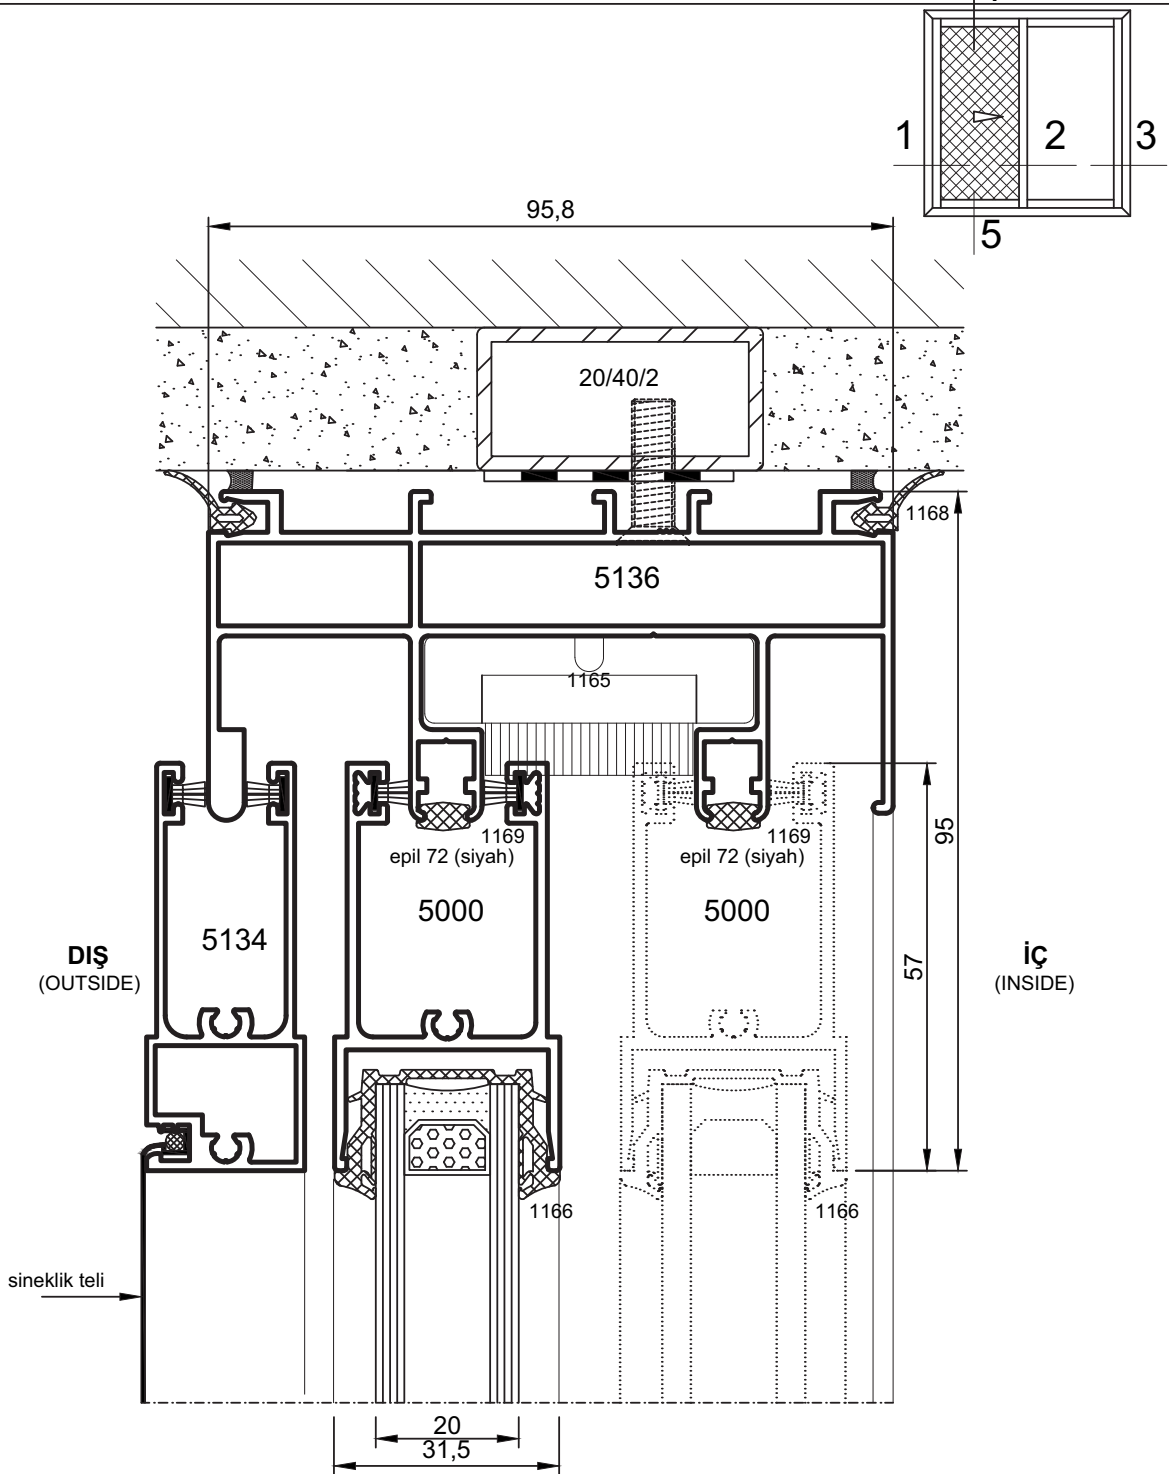 1
2
3
5
95,8
20/40/2
1168
5136
1165
1169
epil 72 (siyah)
1169
epil 72 (siyah)
95
5134
5000
5000
57
DIŞ
(OUTSIDE)
İÇ
(INSIDE)
1166
1166
sineklik teli
20
31,5